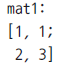 mat1:
[1, 1;
2, 3]